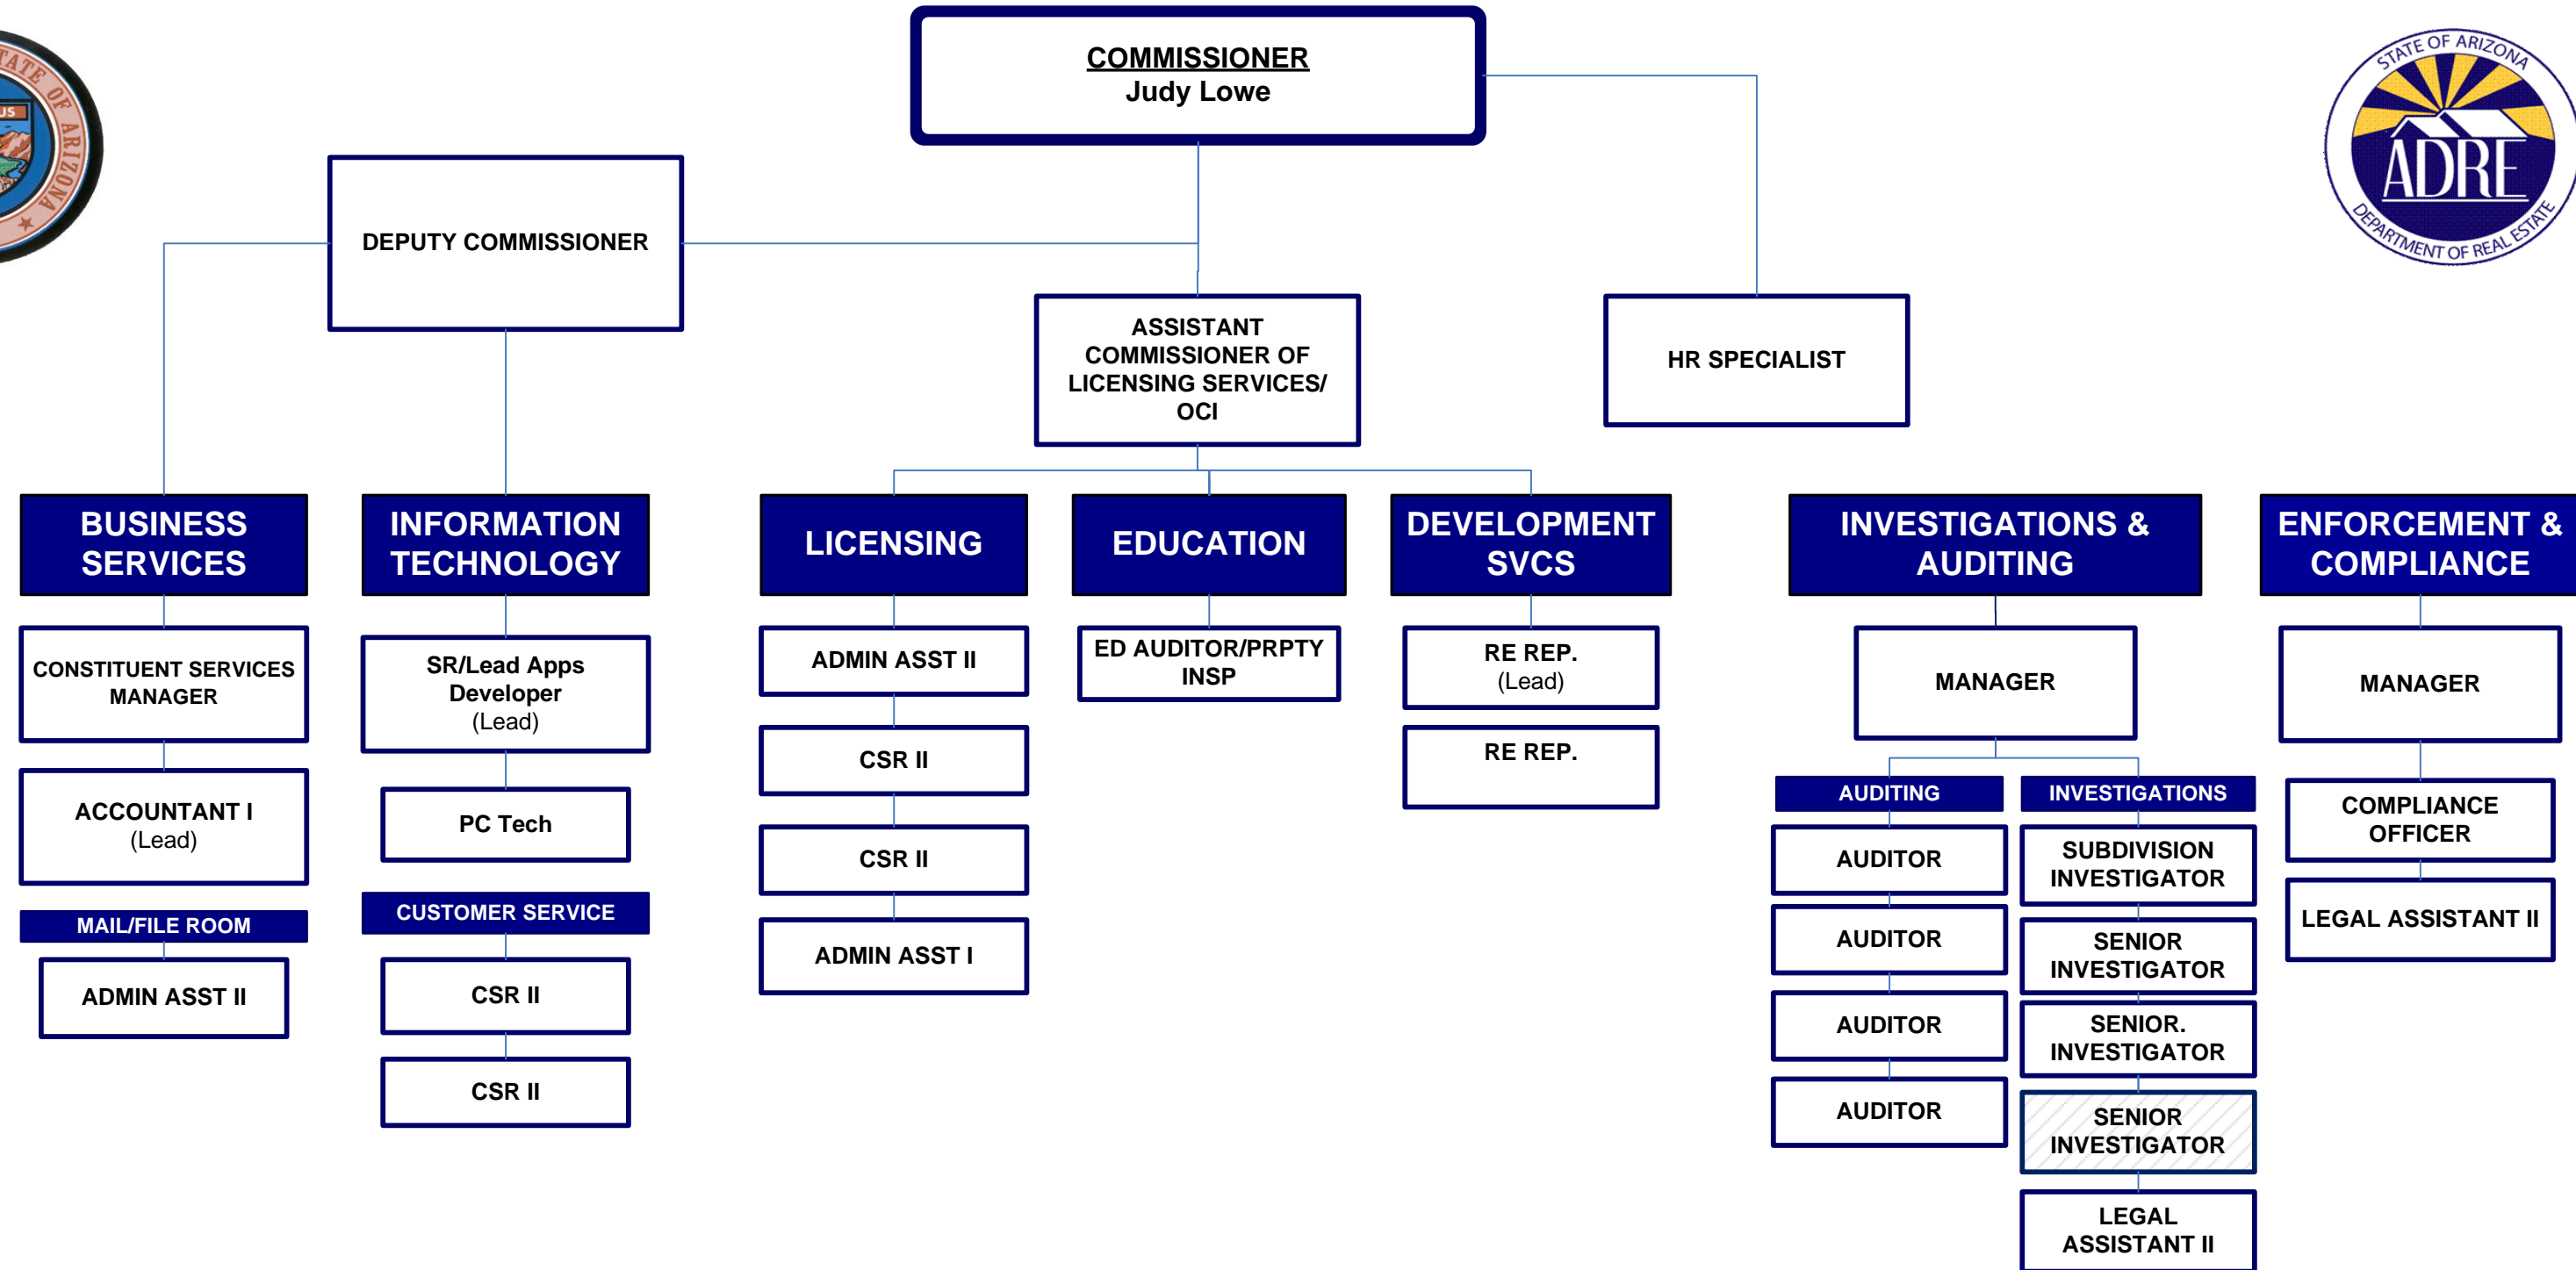 COMMISSIONER
Judy Lowe
STATE OF ARIZONA
ADRE
DEPARTMENT OF REAL ESTATE
STATE OF ARIZONA
DEPUTY COMMISSIONER
ASSISTANT
COMMISSIONER OF
LICENSING SERVICES/
OCI
HR SPECIALIST
BUSINESS
SERVICES
CONSTITUENT SERVICES
MANAGER
ACCOUNTANT I
(Lead)
MAIL/FILE ROOM
ADMIN ASST II
INFORMATION
TECHNOLOGY
SR/Lead Apps
Developer
(Lead)
PC Tech
CUSTOMER SERVICE
CSR II
CSR II
LICENSING
ADMIN ASST II
CSR II
CSR II
ADMIN ASST I
EDUCATION
ED AUDITOR/PRPTY
INSP
DEVELOPMENT
SVCS
RE REP.
(Lead)
RE REP.
INVESTIGATIONS &
AUDITING
MANAGER
AUDITING
AUDITOR
AUDITOR
AUDITOR
AUDITOR
INVESTIGATIONS
SUBDIVISION
INVESTIGATOR
SENIOR
INVESTIGATOR
SENIOR.
INVESTIGATOR
SENIOR
INVESTIGATOR
LEGAL
ASSISTANT II
ENFORCEMENT &
COMPLIANCE
MANAGER
COMPLIANCE
OFFICER
LEGAL ASSISTANT II